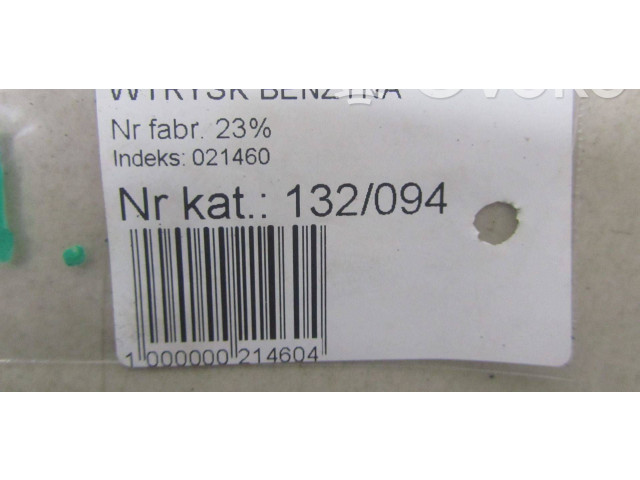 WTRYSK BENZYNA
Nr fabr. 23%
Indeks: 021460
Nr kat.: 132/094
1 000000 214604